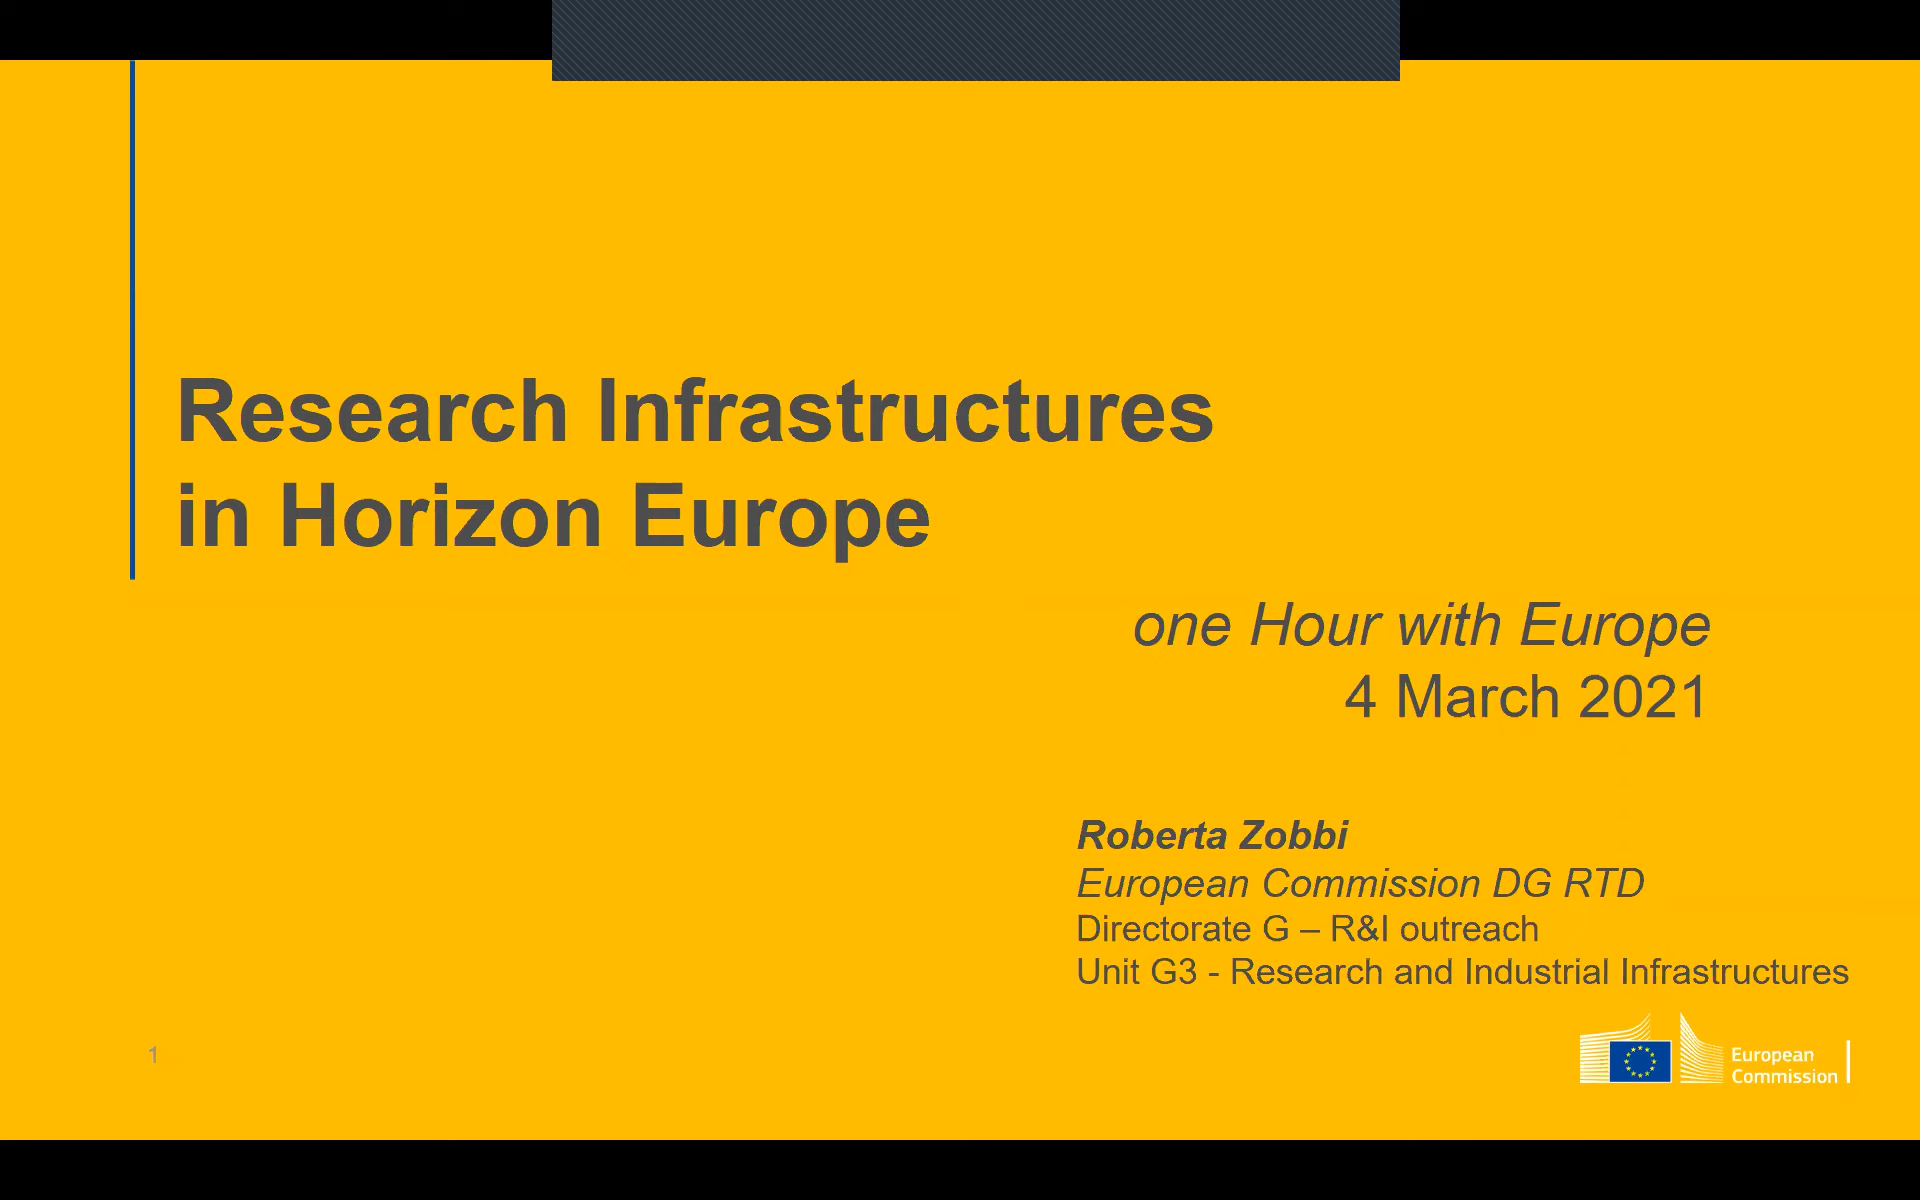 Research Infrastructures
in Horizon Europe
one Hour with Europe
4 March 2021
Roberta Zobbi
European Commission DG RTD
Directorate G – R&I outreach
Unit G3 - Research and Industrial Infrastructures
1
European
Commission